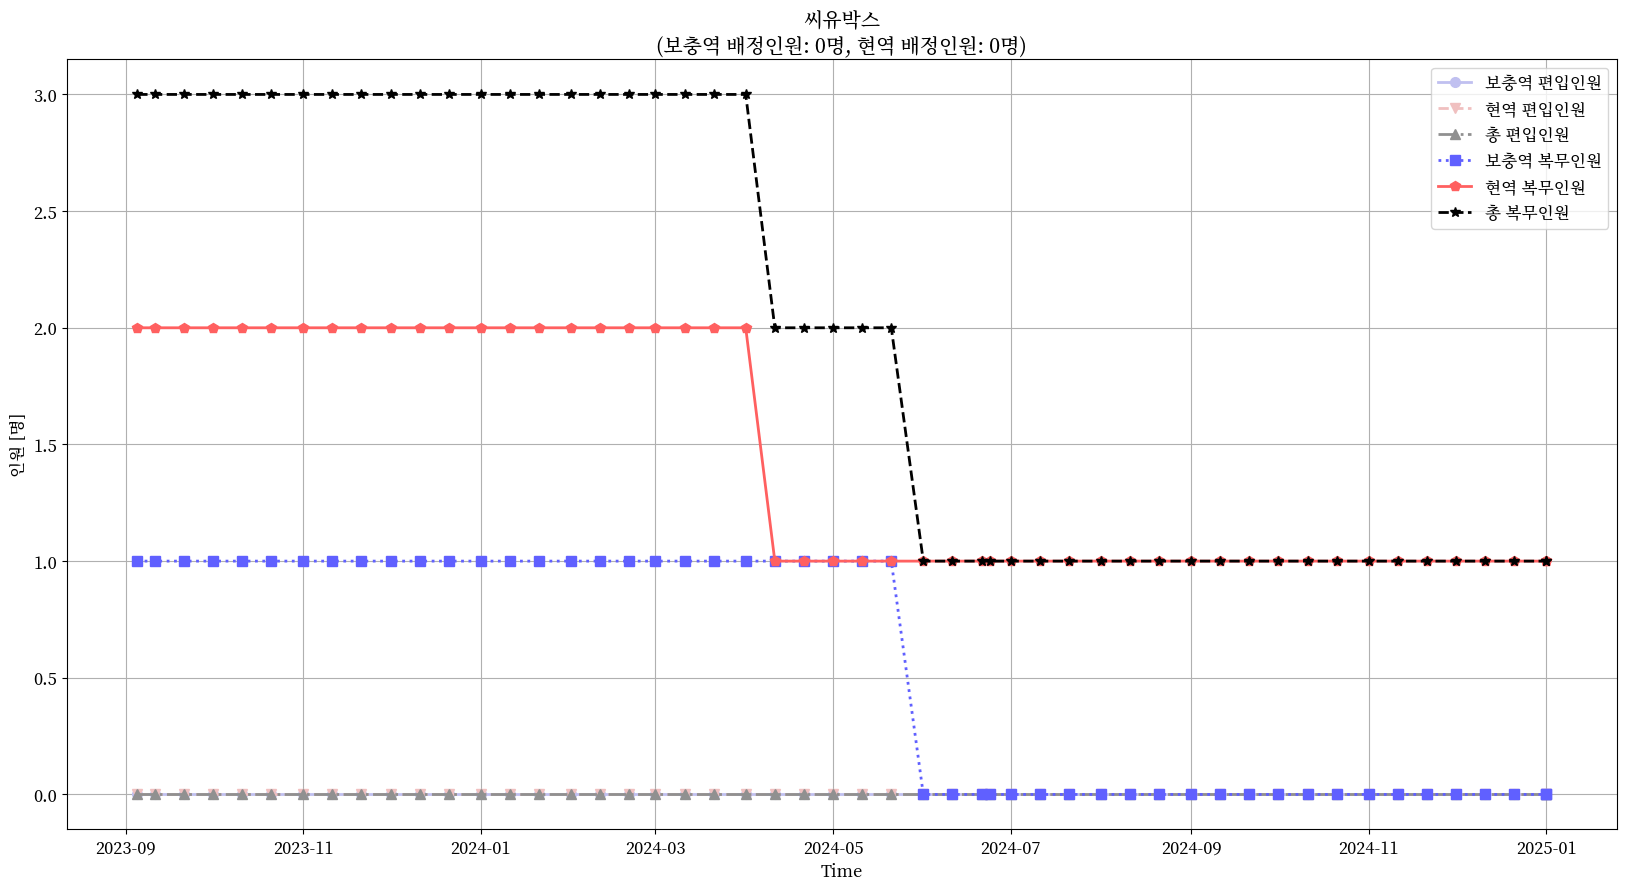 씨유박스
(보충역 배정인원: 0명, 현역 배정인원: 0명)
보충역 편입인원
현역 편입인원
총 편입인원
보충역 복무인원
현역 복무인원
총 복무인원
인원 [명]
3.0
2.5
2.0
1.5
1.0
0.5
0.0
2023-09
2023-11
2024-01
2024-03
2024-05
2024-07
2024-09
2024-11
2025-01
Time